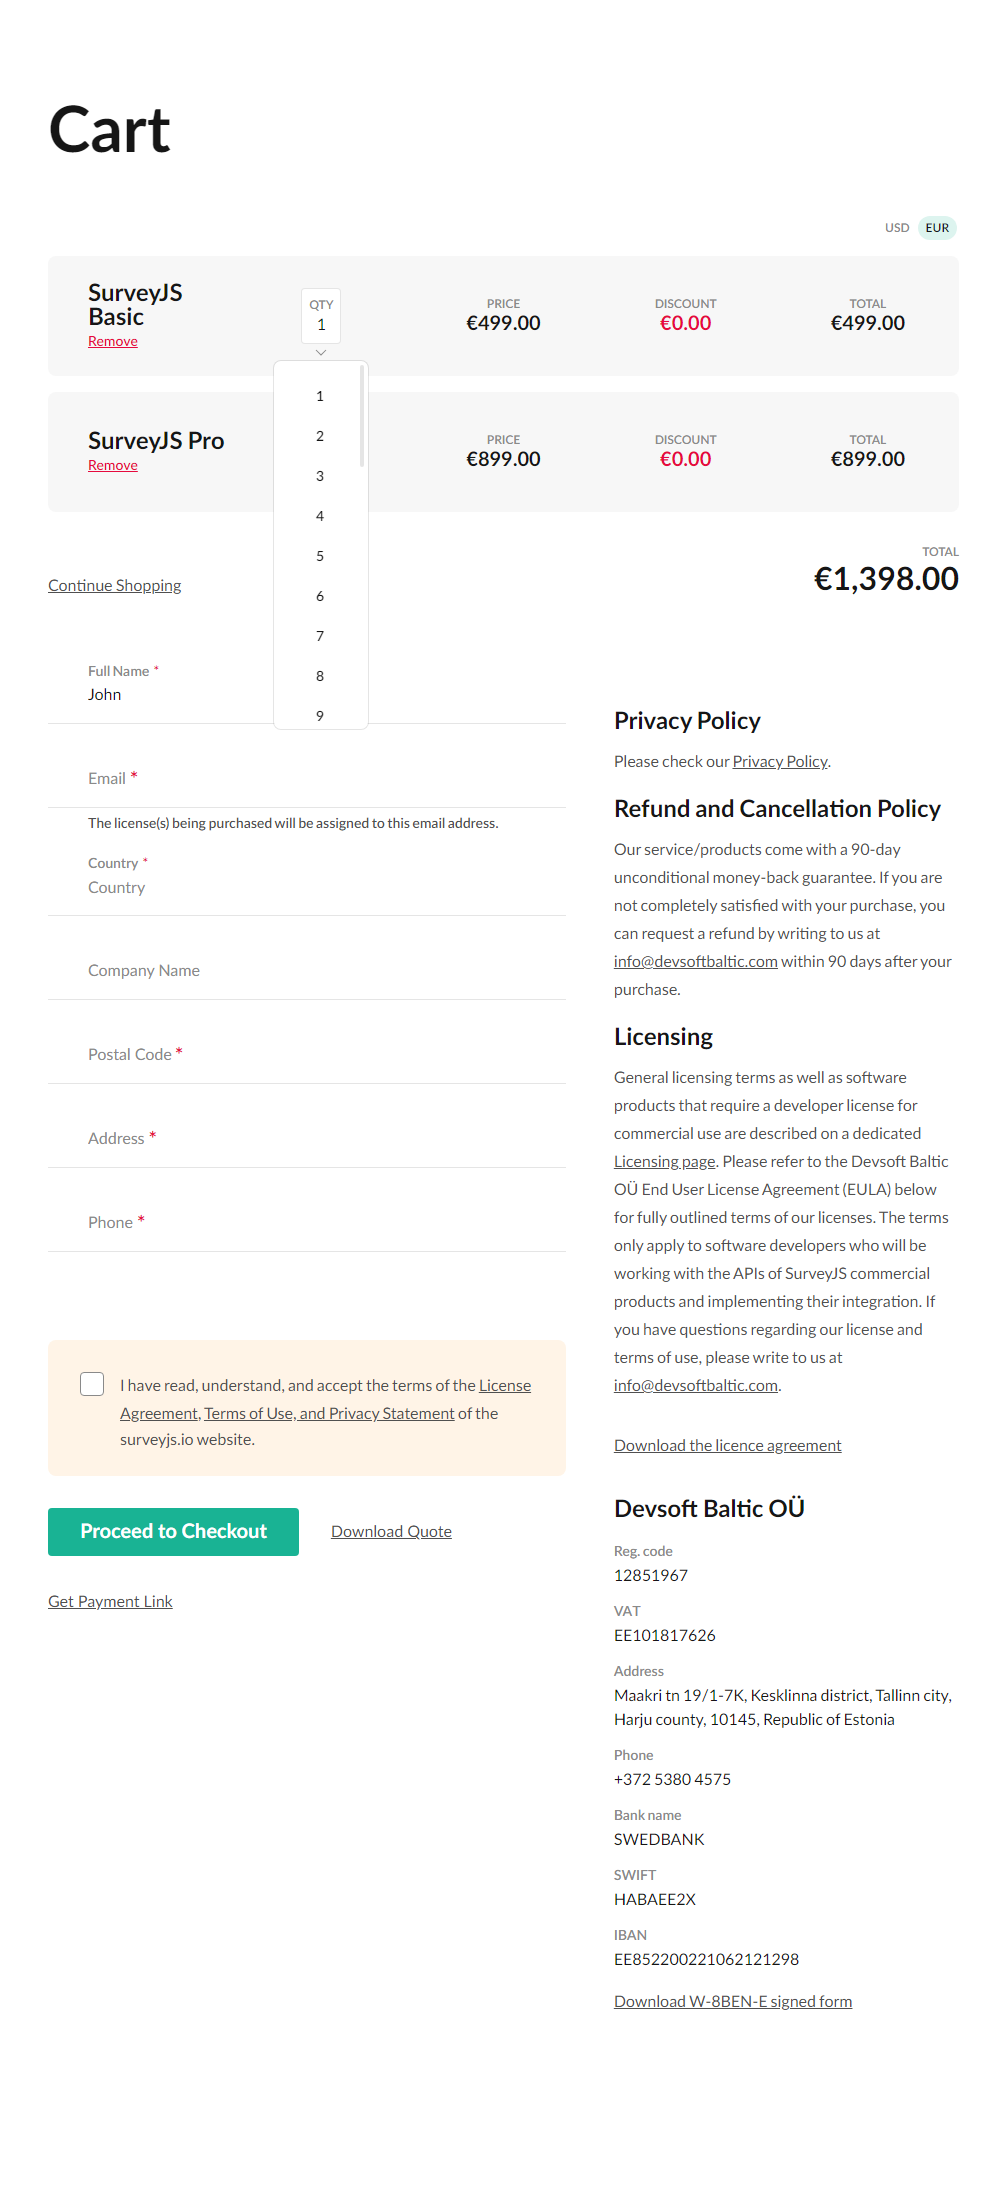 Cart
USD EUR
SurveyJS
Basic
Remove
QTY
1
PRICE
€499.00
DISCOUNT
€0.00
TOTAL
€499.00
1
2
3
4
5
6
7
8
9
SurveyJS Pro
Remove
PRICE
€899.00
DISCOUNT
€0.00
TOTAL
€899.00
Continue Shopping
TOTAL
€1,398.00
Full Name *
John
Email *
The license(s) being purchased will be assigned to this email address.
Country *
Country
Company Name
Postal Code *
Address *
Phone *
I have read, understand, and accept the terms of the License
Agreement, Terms of Use, and Privacy Statement of the
surveyjs.io website.
Proceed to Checkout
Download Quote
Get Payment Link
Privacy Policy
Please check our Privacy Policy.
Refund and Cancellation Policy
Our service/products come with a 90-day
unconditional money-back guarantee. If you are
not completely satisfied with your purchase, you
can request a refund by writing to us at
info@devsoftbaltic.com within 90 days after your
purchase.
Licensing
General licensing terms as well as software
products that require a developer license for
commercial use are described on a dedicated
Licensing page. Please refer to the Devsoft Baltic
OÜ End User License Agreement (EULA) below
for fully outlined terms of our licenses. The terms
only apply to software developers who will be
working with the APIs of SurveyJS commercial
products and implementing their integration. If
you have questions regarding our license and
terms of use, please write to us at
info@devsoftbaltic.com.
Download the licence agreement
Devsoft Baltic OÜ
Reg. code
12851967
VAT
EE101817626
Address
Maakri tn 19/1-7K, Kesklinna district, Tallinn city,
Harju county, 10145, Republic of Estonia
Phone
+372 5380 4575
Bank name
SWEDBANK
SWIFT
HABAEE2X
IBAN
EE852200221062121298
Download W-8BEN-E signed form